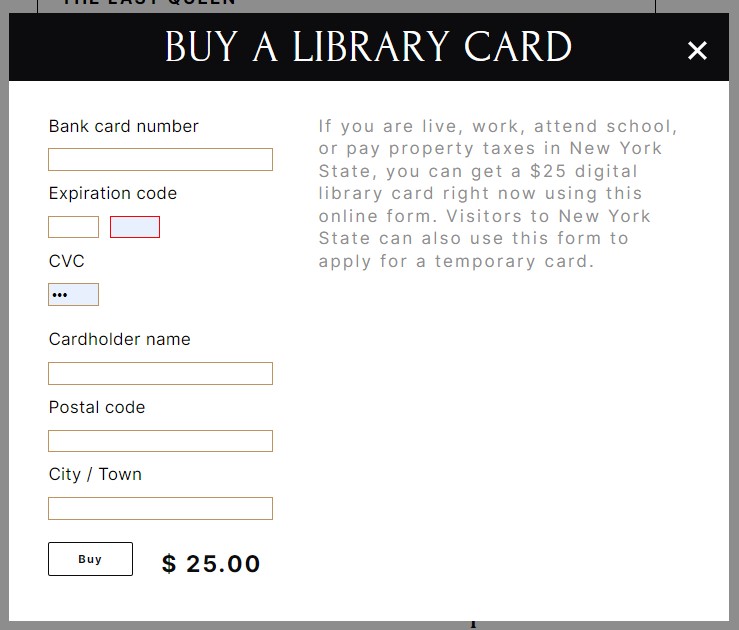 THE LAST QUEEN
BUY A LIBRARY CARD
Bank card number
Expiration code
CVC
•••
Cardholder name
Postal code
City / Town
Buy
$ 25.00
If you are live, work, attend school,
or pay property taxes in New York
State, you can get a $25 digital
library card right now using this
online form. Visitors to New York
State can also use this form to
apply for a temporary card.